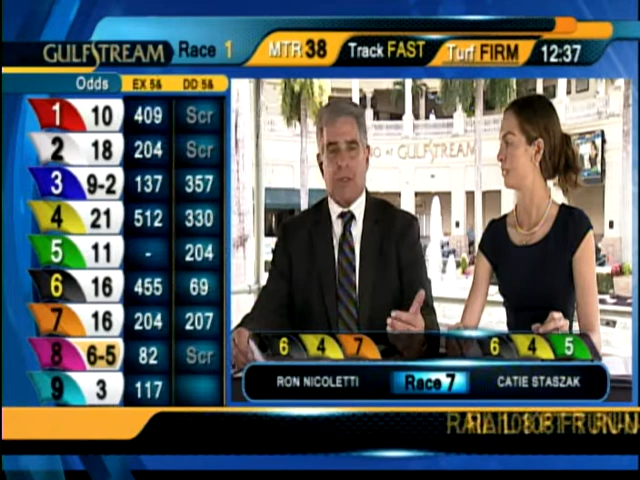 GULFSTREAM Race 1 MTR 38 Track FAST Turf FIRM 12:37
Odds EX 5& DD 5&
1 10 409 Scr
2 18 204 Scr
3 9-2 137 357
4 21 512 330
5 11 - 204
6 16 455 69
7 16 204 207
8 6-5 82 Scr
9 3 117
AT GULFSTREAM
6 4 7 6 4 5
RON NICOLETTI Race 7 CATIE STASZAK